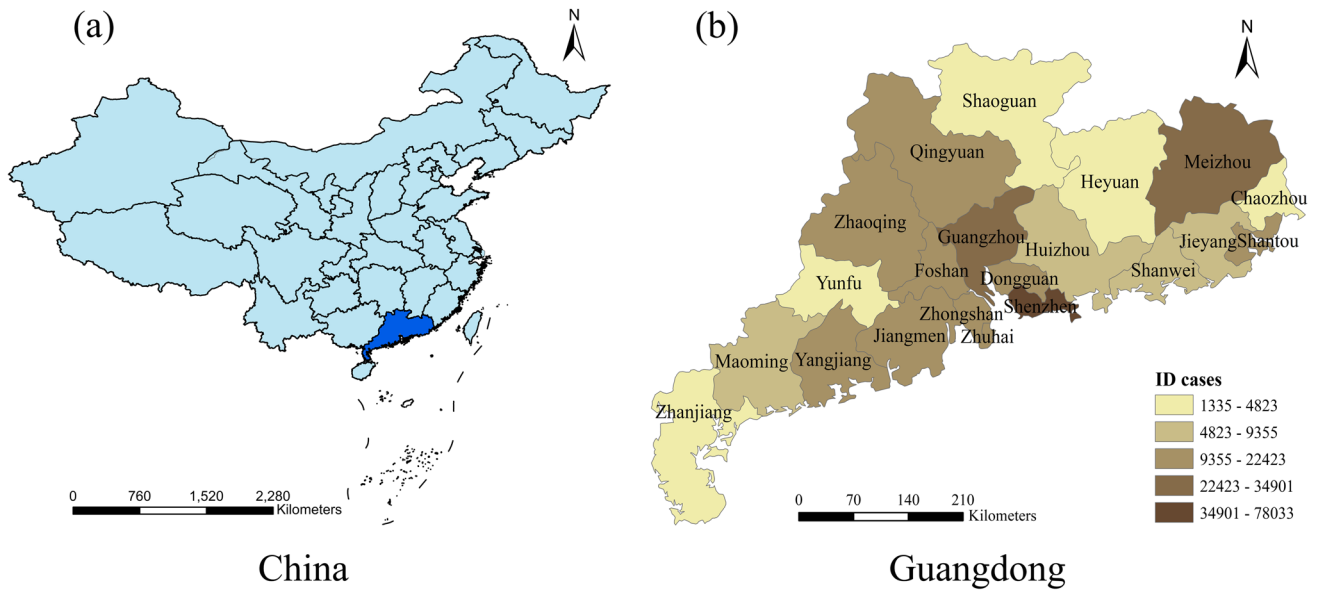 (a)
N
0 760 1,520 2,280
Kilometers
China
(b)
N
Shaoguan
Qingyuan
Meizhou
Heyuan
Chaozhou
Zhaoqing
Guangzhou
Huizhou
Jieyang
Shantou
Foshan
Dongguan
Shanwei
Yunfu
Zhongshan
Shenzhen
Jiangmen
Zhuhai
Maoming
Yangjiang
Zhanjiang
ID cases
1335 - 4823
4823 - 9355
9355 - 22423
22423 - 34901
34901 - 78033
0 70 140 210
Kilometers
Guangdong